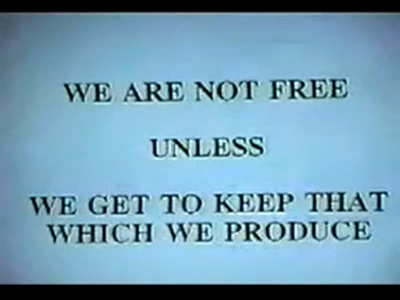 WE ARE NOT FREE
UNLESS
WE GET TO KEEP THAT
WHICH WE PRODUCE